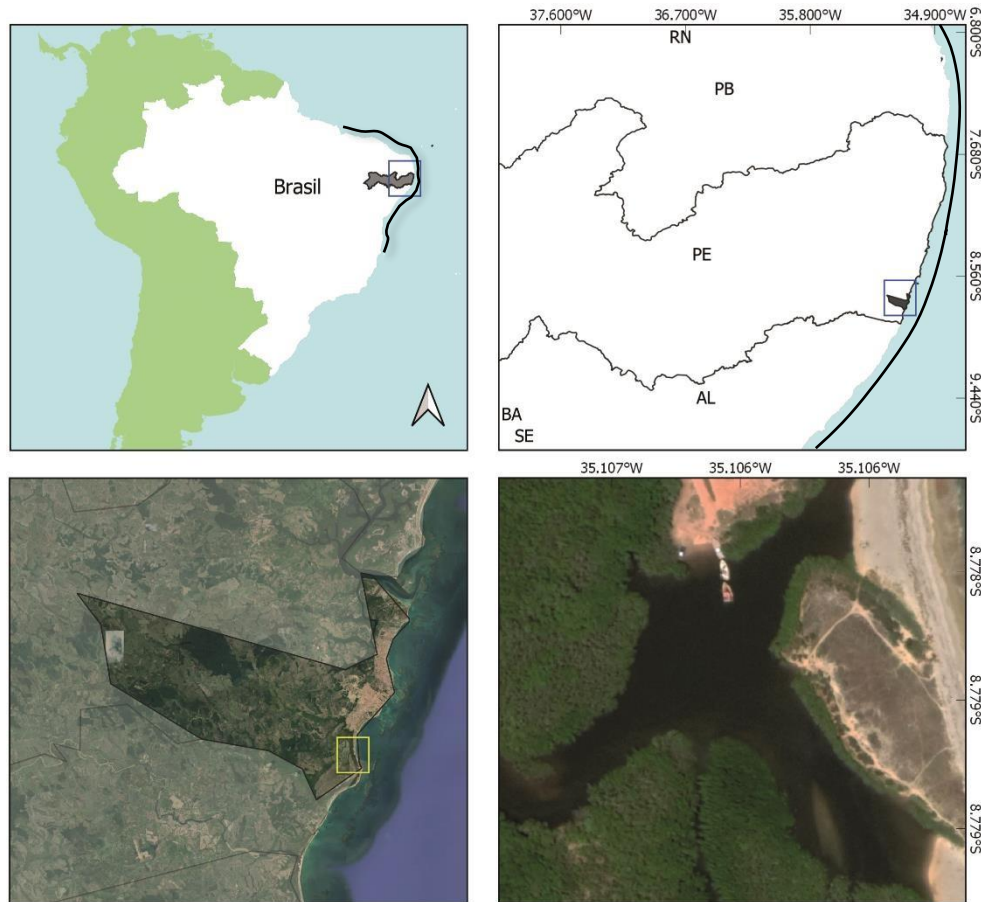 Brasil
37.600°W 36.700°W 35.800°W 34.900°W
RN
PB
PE
AL
BA
SE
6.800°S
7.680°S
8.560°S
9.440°S
35.107°W 35.106°W 35.106°W
8.778°S
8.779°S
8.779°S